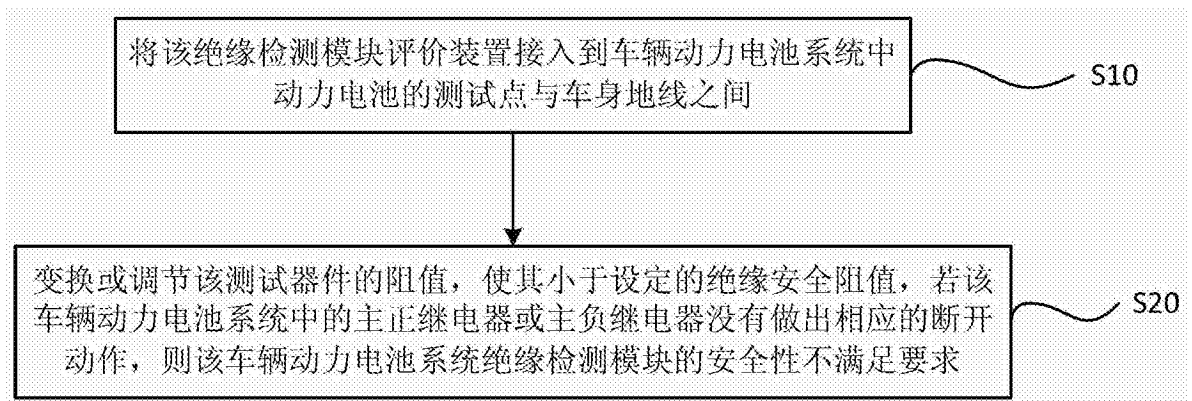 将该绝缘检测模块评价装置接入到车辆动力电池系统中
动力电池的测试点与车身地线之间
S10
变换或调节该测试器件的阻值，使其小于设定的绝缘安全阻值，若该
车辆动力电池系统中的主正继电器或主负继电器没有做出相应的断开
动作，则该车辆动力电池系统绝缘检测模块的安全性不满足要求
S20